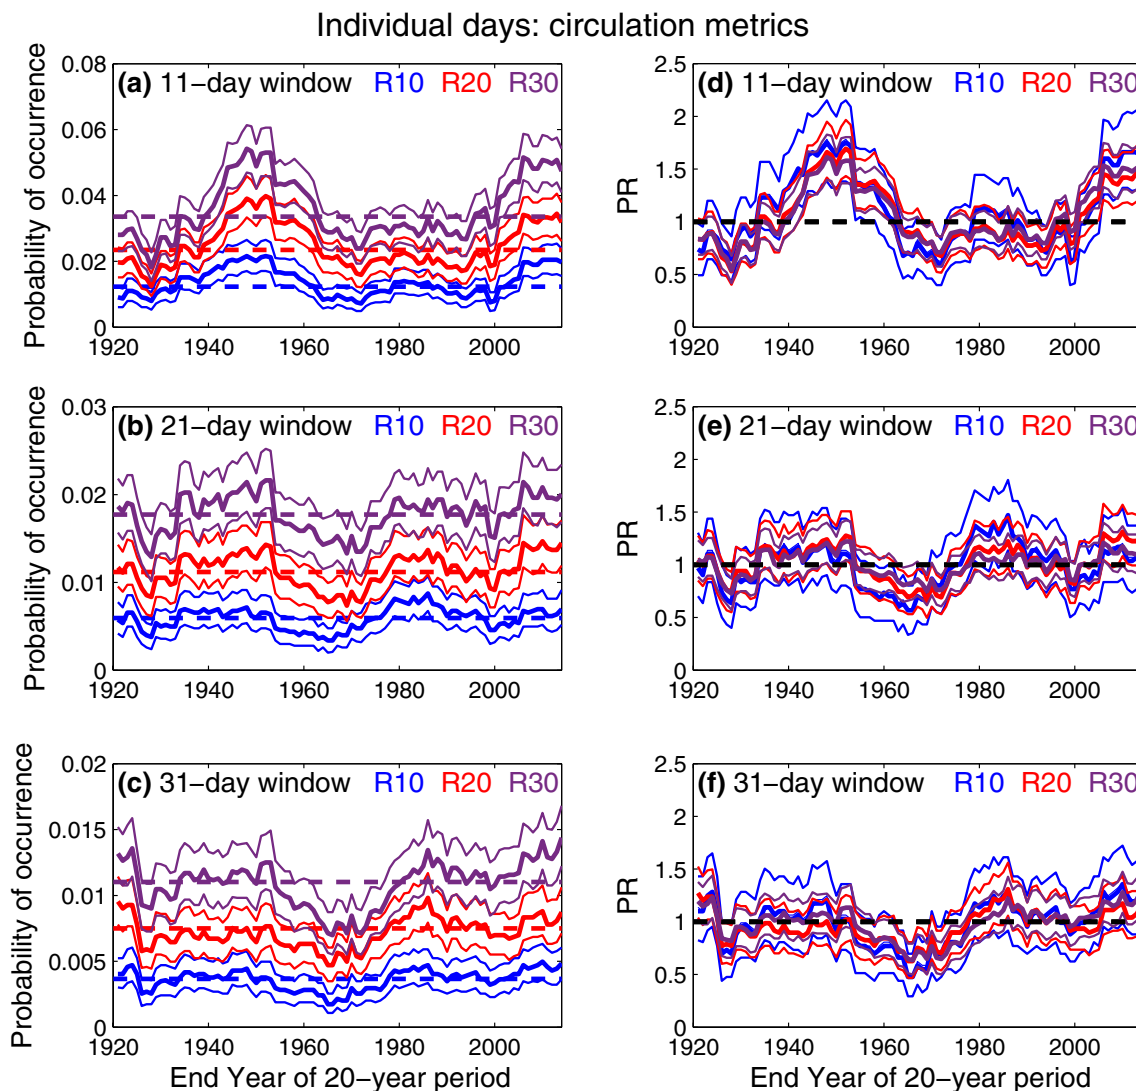 Individual days: circulation metrics
(a) 11−day window R10 R20 R30
Probability of occurrence
0.08
0.06
0.04
0.02
0
1920 1940 1960 1980 2000
(d) 11−day window R10 R20 R30
PR
2.5
2
1.5
1
0.5
0
1920 1940 1960 1980 2000
(b) 21−day window R10 R20 R30
Probability of occurrence
0.03
0.02
0.01
0
1920 1940 1960 1980 2000
(e) 21−day window R10 R20 R30
PR
2.5
2
1.5
1
0.5
0
1920 1940 1960 1980 2000
(c) 31−day window R10 R20 R30
Probability of occurrence
0.02
0.015
0.01
0.005
0
1920 1940 1960 1980 2000
End Year of 20−year period
(f) 31−day window R10 R20 R30
PR
2.5
2
1.5
1
0.5
0
1920 1940 1960 1980 2000
End Year of 20−year period